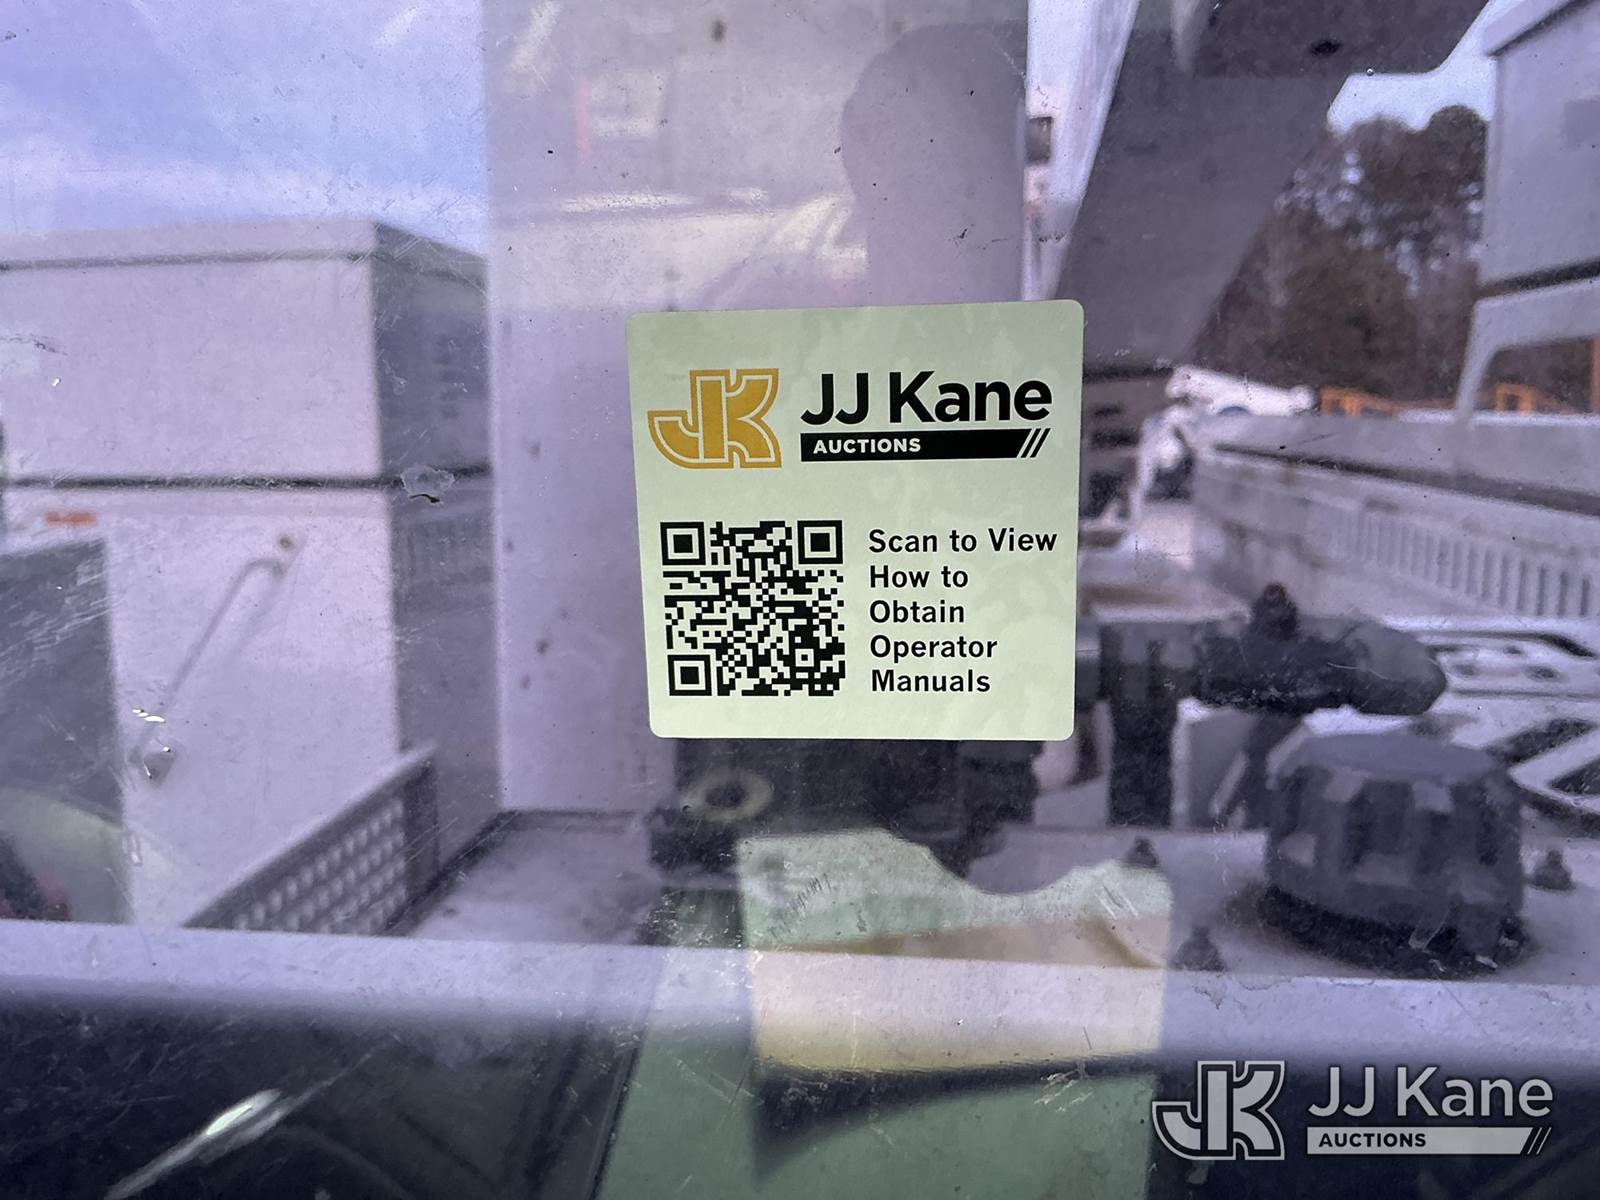 JK JJ Kane
AUCTIONS
Scan to View
How to
Obtain
Operator
Manuals
JK JJ Kane
AUCTIONS